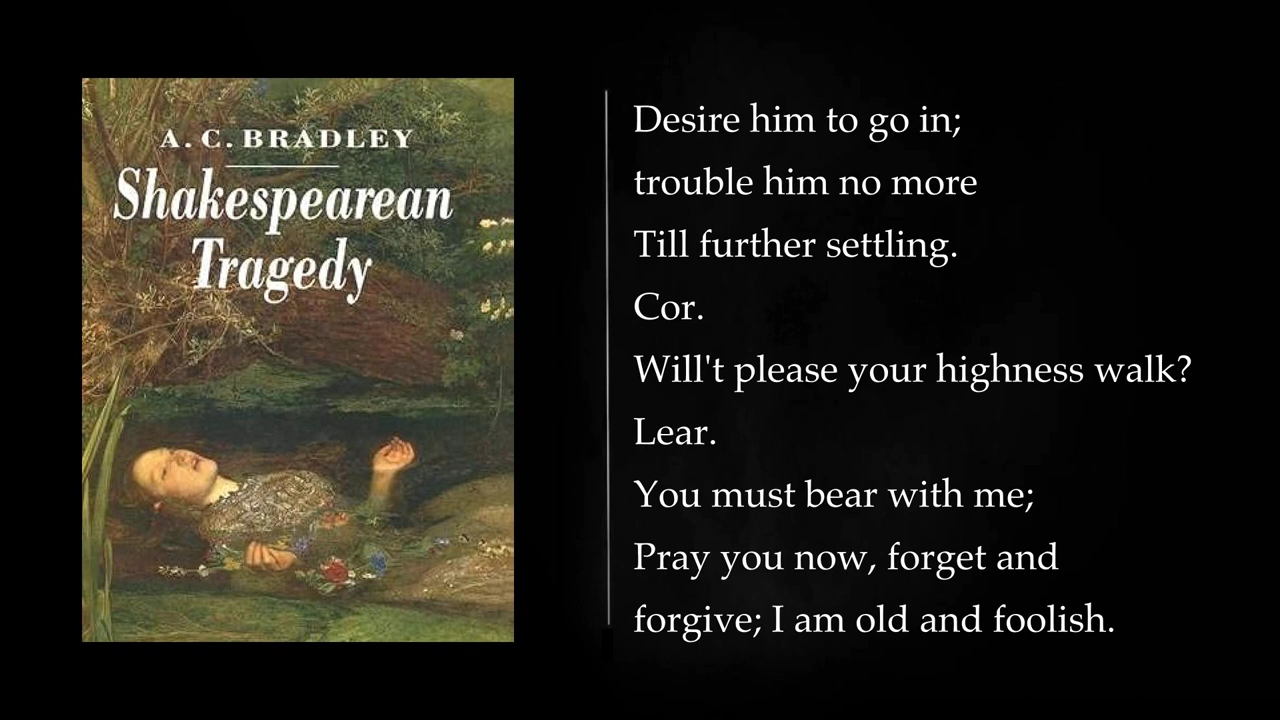 A. C. BRADLEY
Shakespearean
Tragedy
Desire him to go in;
trouble him no more
Till further settling.
Cor.
Will't please your highness walk?
Lear.
You must bear with me;
Pray you now, forget and
forgive; I am old and foolish.